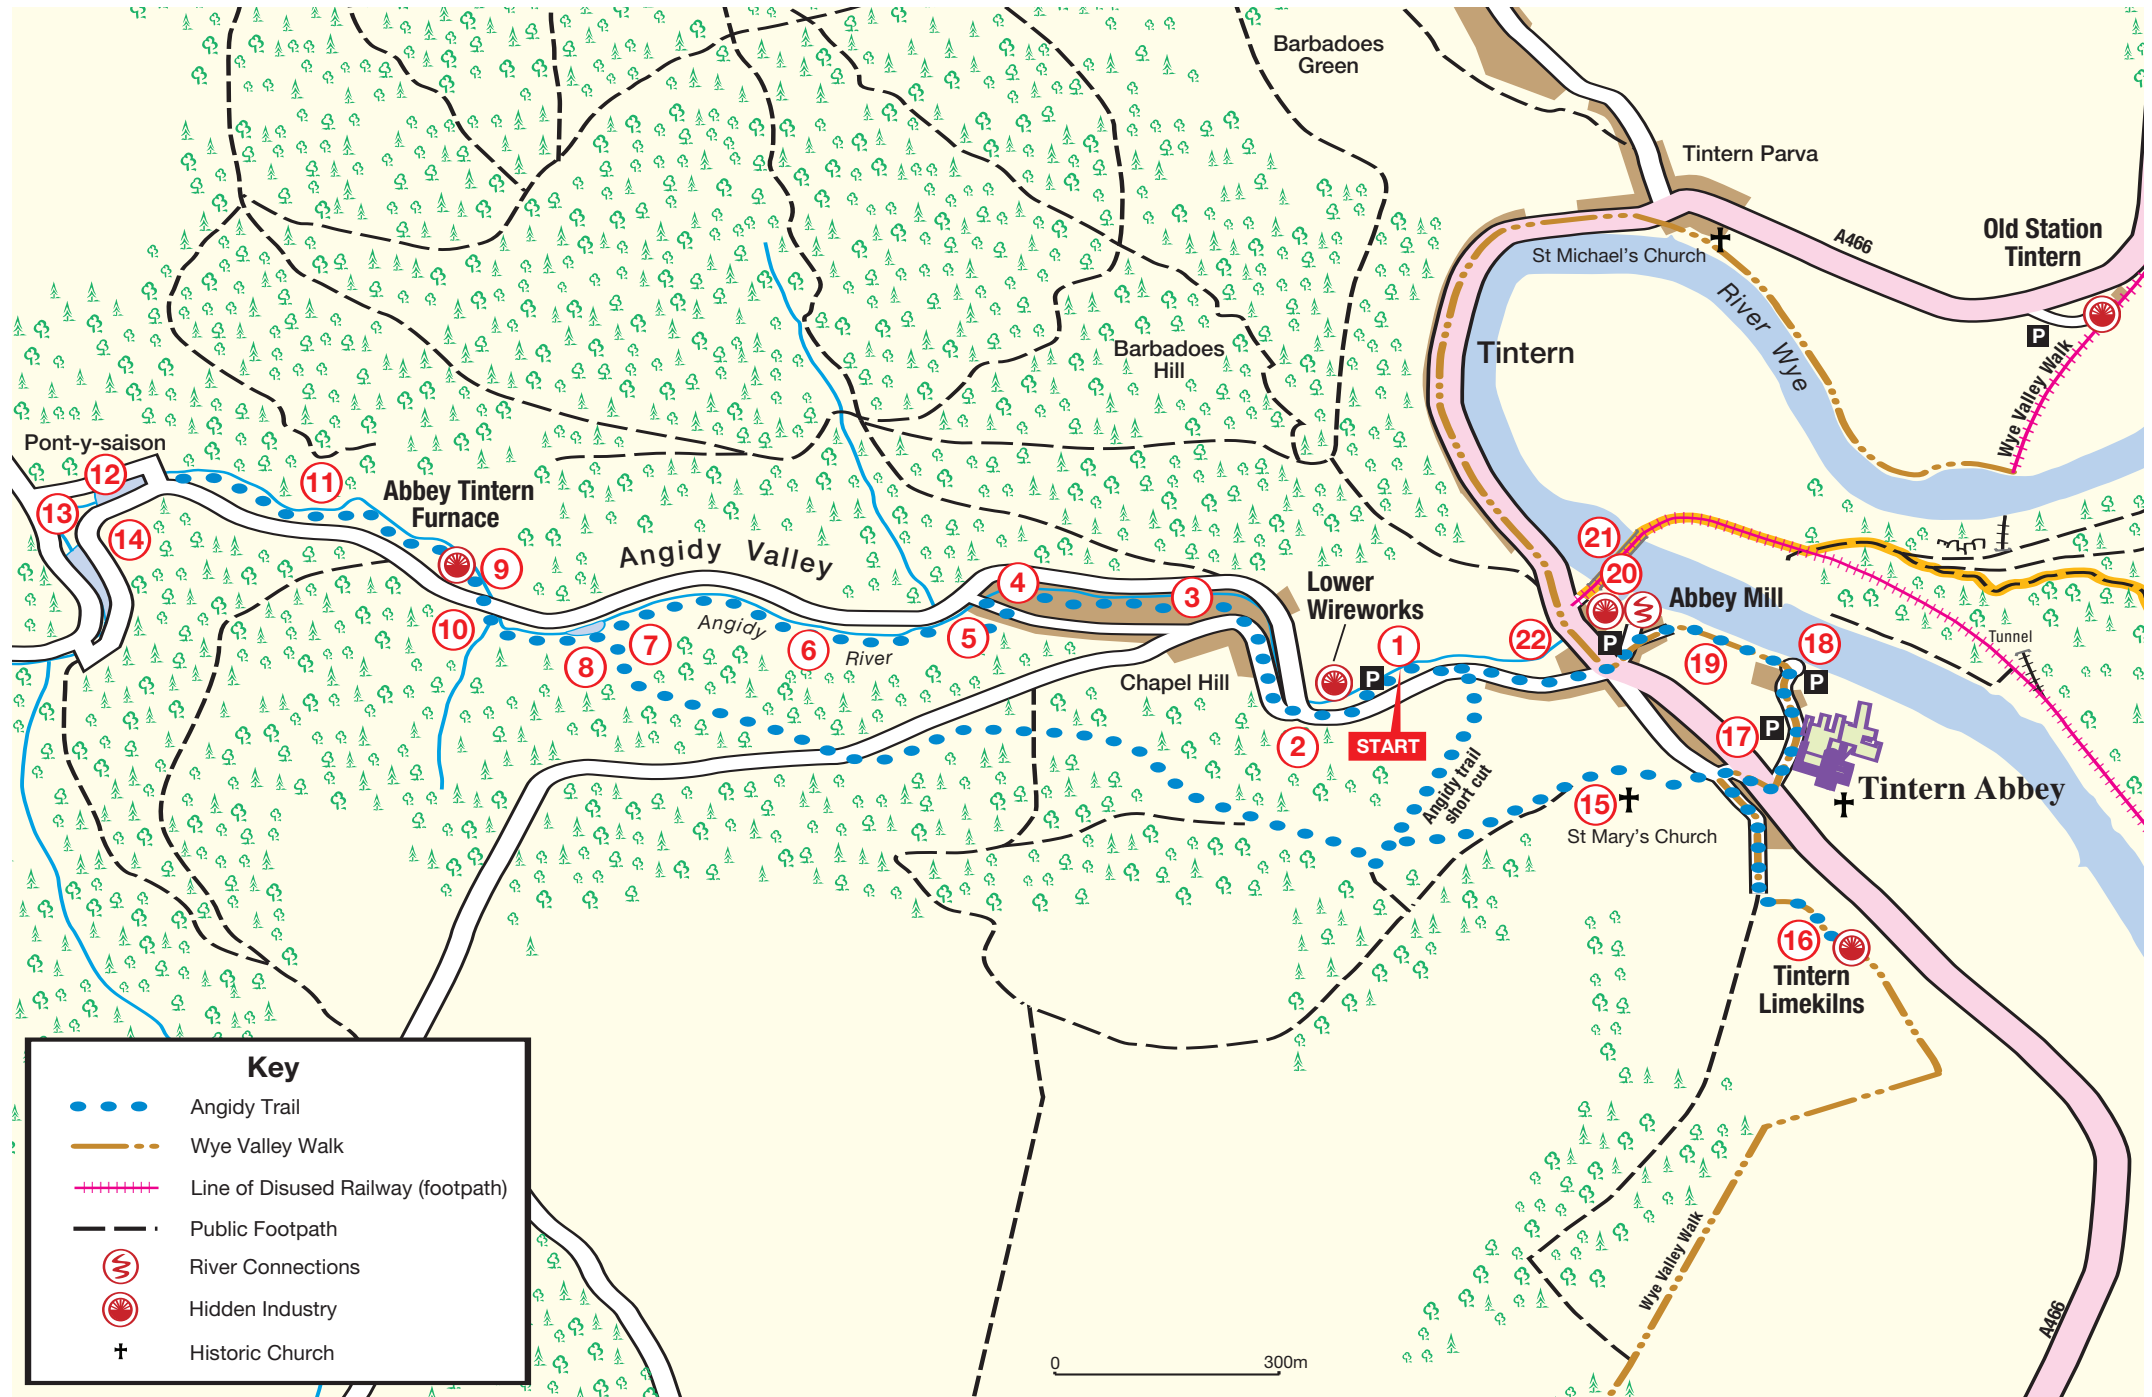 Barbadoes
Green
Tintern Parva
Old Station
Tintern
A466
St Michael's Church
River Wye
P
Wye Valley Walk
Tintern
Barbadoes
Hill
Pont-y-saison
12
11
13
14
Abbey Tintern
Furnace
9
10
Angidy Valley
Angidy
River
8
7
6
5
4
3
Lower
Wireworks
P
1
START
2
Chapel Hill
22
21
20
Abbey Mill
P
19
18
P
17
P
Tunnel
Tintern Abbey
Angidy trail
short cut
15
St Mary's Church
16
Tintern
Limekilns
Wye Valley Walk
A466
0 300m
Key
Angidy Trail
Wye Valley Walk
Line of Disused Railway (footpath)
Public Footpath
River Connections
Hidden Industry
Historic Church